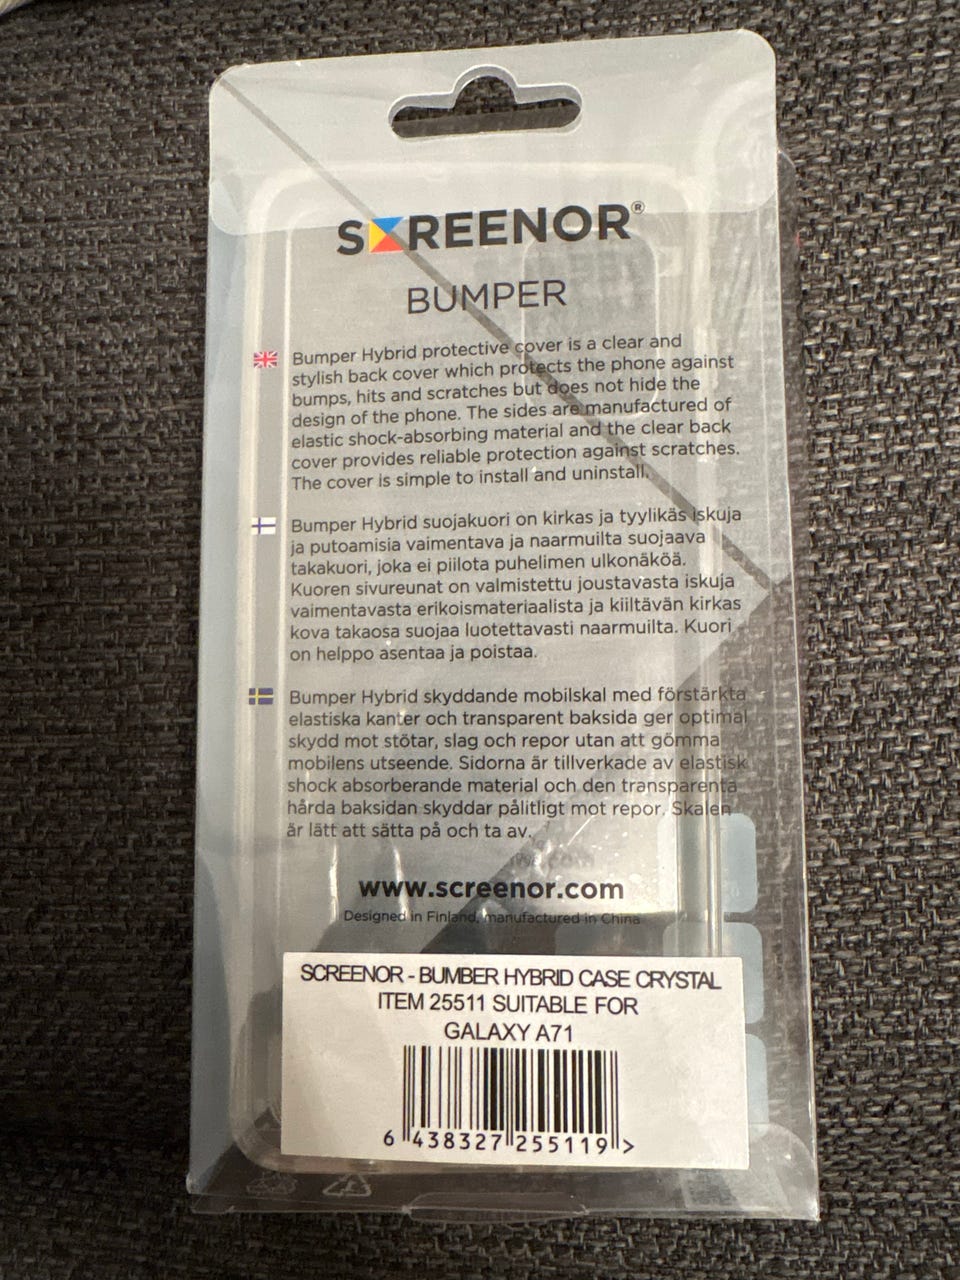 SCREENOR®
BUMPER
Bumper Hybrid protective cover is a clear and
stylish back cover which protects the phone against
bumps, hits and scratches but does not hide the
design of the phone. The sides are manufactured of
elastic shock-absorbing material and the clear back
cover provides reliable protection against scratches.
The cover is simple to install and uninstall.
Bumper Hybrid suojakuori on kirkas ja tyylikäs iskuja
ja putoamisia vaimentava ja naarmuilta suojaava
takakuori, joka ei piilota puhelimen ulkonäköä.
Kuoren sivureunat on valmistettu joustavasta iskuja
vaimentavasta erikoismateriaalista ja kiiltävän kirkas
kova takaosa suojaa luotettavasti naarmuilta. Kuori
on helppo asentaa ja poistaa.
Bumper Hybrid skyddande mobilskal med förstärkta
elastiska kanter och transparent baksida ger optimal
skydd mot stötar, slag och repor utan att gömma
mobilens utseende. Sidorna är tillverkade av elastisk
shock absorberande material och den transparenta
hårda baksidan skyddar pålitligt mot repor. Skalen
är lätt att sätta på och ta av.
www.screenor.com
Designed in Finland, manufactured in China
SCREENOR - BUMBER HYBRID CASE CRYSTAL
ITEM 25511 SUITABLE FOR
GALAXY A71
6 438327 255119 >